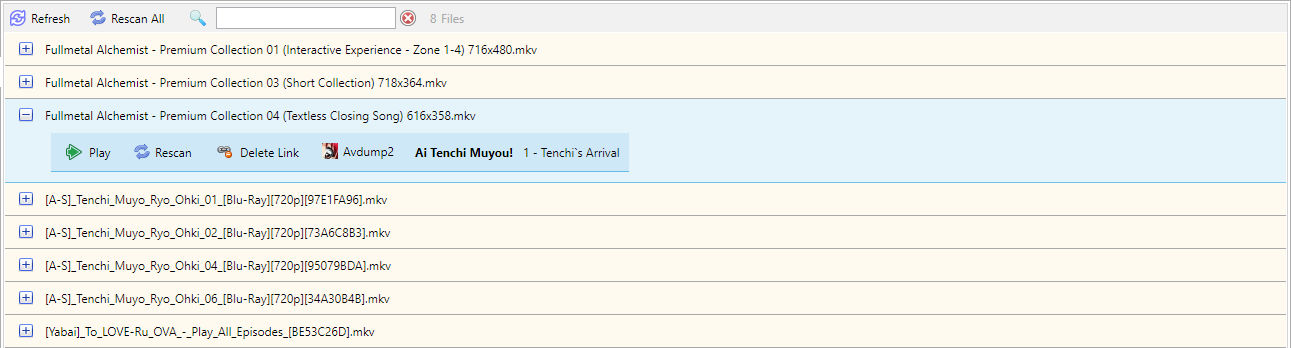 Refresh Rescan All 8 Files
Fullmetal Alchemist - Premium Collection 01 (Interactive Experience - Zone 1-4) 716x480.mkv
Fullmetal Alchemist - Premium Collection 03 (Short Collection) 718x364.mkv
Fullmetal Alchemist - Premium Collection 04 (Textless Closing Song) 616x358.mkv
Play Rescan Delete Link Avdump2 Ai Tenchi Muyou! 1 - Tenchi`s Arrival
[A-S]_Tenchi_Muyo_Ryo_Ohki_01_[Blu-Ray][720p][97E1FA96].mkv
[A-S]_Tenchi_Muyo_Ryo_Ohki_02_[Blu-Ray][720p][73A6C8B3].mkv
[A-S]_Tenchi_Muyo_Ryo_Ohki_04_[Blu-Ray][720p][95079BDA].mkv
[A-S]_Tenchi_Muyo_Ryo_Ohki_06_[Blu-Ray][720p][34A30B4B].mkv
[Yabai]_To_LOVE-Ru_OVA_-_Play_All_Episodes_[BE53C26D].mkv